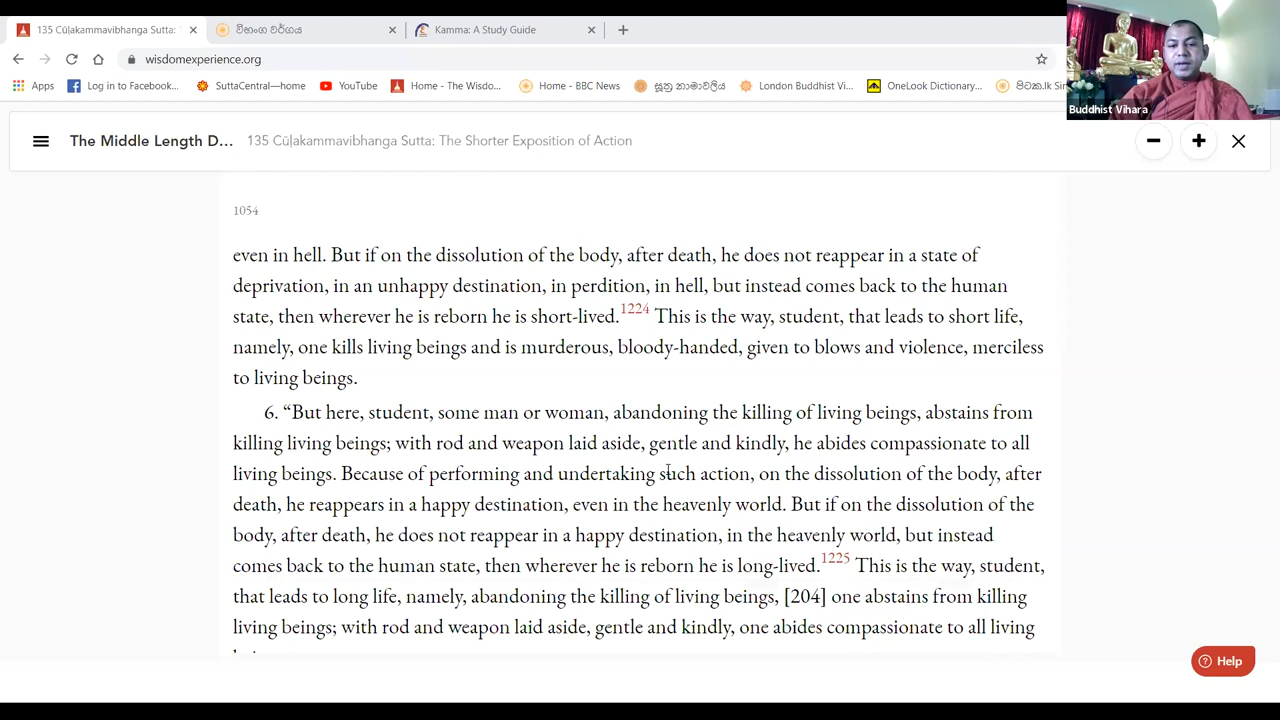 135 Cūḷakammavibhanga Sutta:
විභංග වර්ගය
Kamma: A Study Guide
wisdomexperience.org
Apps
Log in to Facebook...
SuttaCentral—home
YouTube
Home - The Wisdo...
Home - BBC News
සූත්‍ර නාමාවලිය
London Buddhist Vi...
OneLook Dictionary...
පිටක.lk Sin
Buddhist Vihara
The Middle Length D... 135 Cūḷakammavibhanga Sutta: The Shorter Exposition of Action
1054
even in hell. But if on the dissolution of the body, after death, he does not reappear in a state of
deprivation, in an unhappy destination, in perdition, in hell, but instead comes back to the human
state, then wherever he is reborn he is short-lived.1224 This is the way, student, that leads to short life,
namely, one kills living beings and is murderous, bloody-handed, given to blows and violence, merciless
to living beings.
6. “But here, student, some man or woman, abandoning the killing of living beings, abstains from
killing living beings; with rod and weapon laid aside, gentle and kindly, he abides compassionate to all
living beings. Because of performing and undertaking such action, on the dissolution of the body, after
death, he reappears in a happy destination, even in the heavenly world. But if on the dissolution of the
body, after death, he does not reappear in a happy destination, in the heavenly world, but instead
comes back to the human state, then wherever he is reborn he is long-lived.1225 This is the way, student,
that leads to long life, namely, abandoning the killing of living beings, [204] one abstains from killing
living beings; with rod and weapon laid aside, gentle and kindly, one abides compassionate to all living
Help